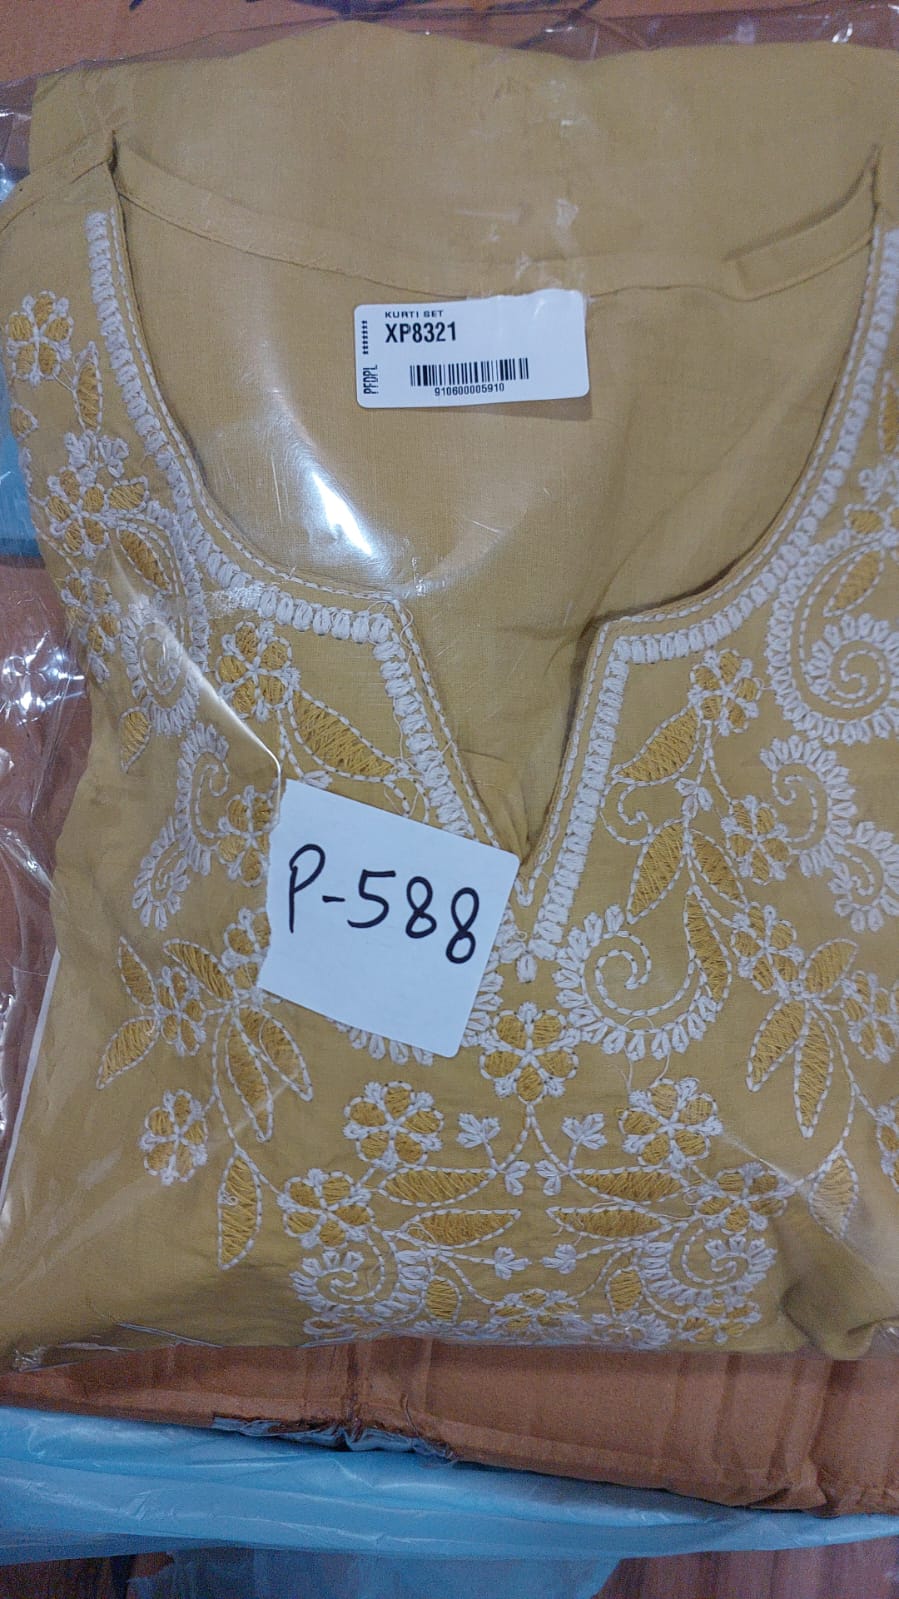 KURTI SET
XP8321
PFDPL
910600005910
P-588